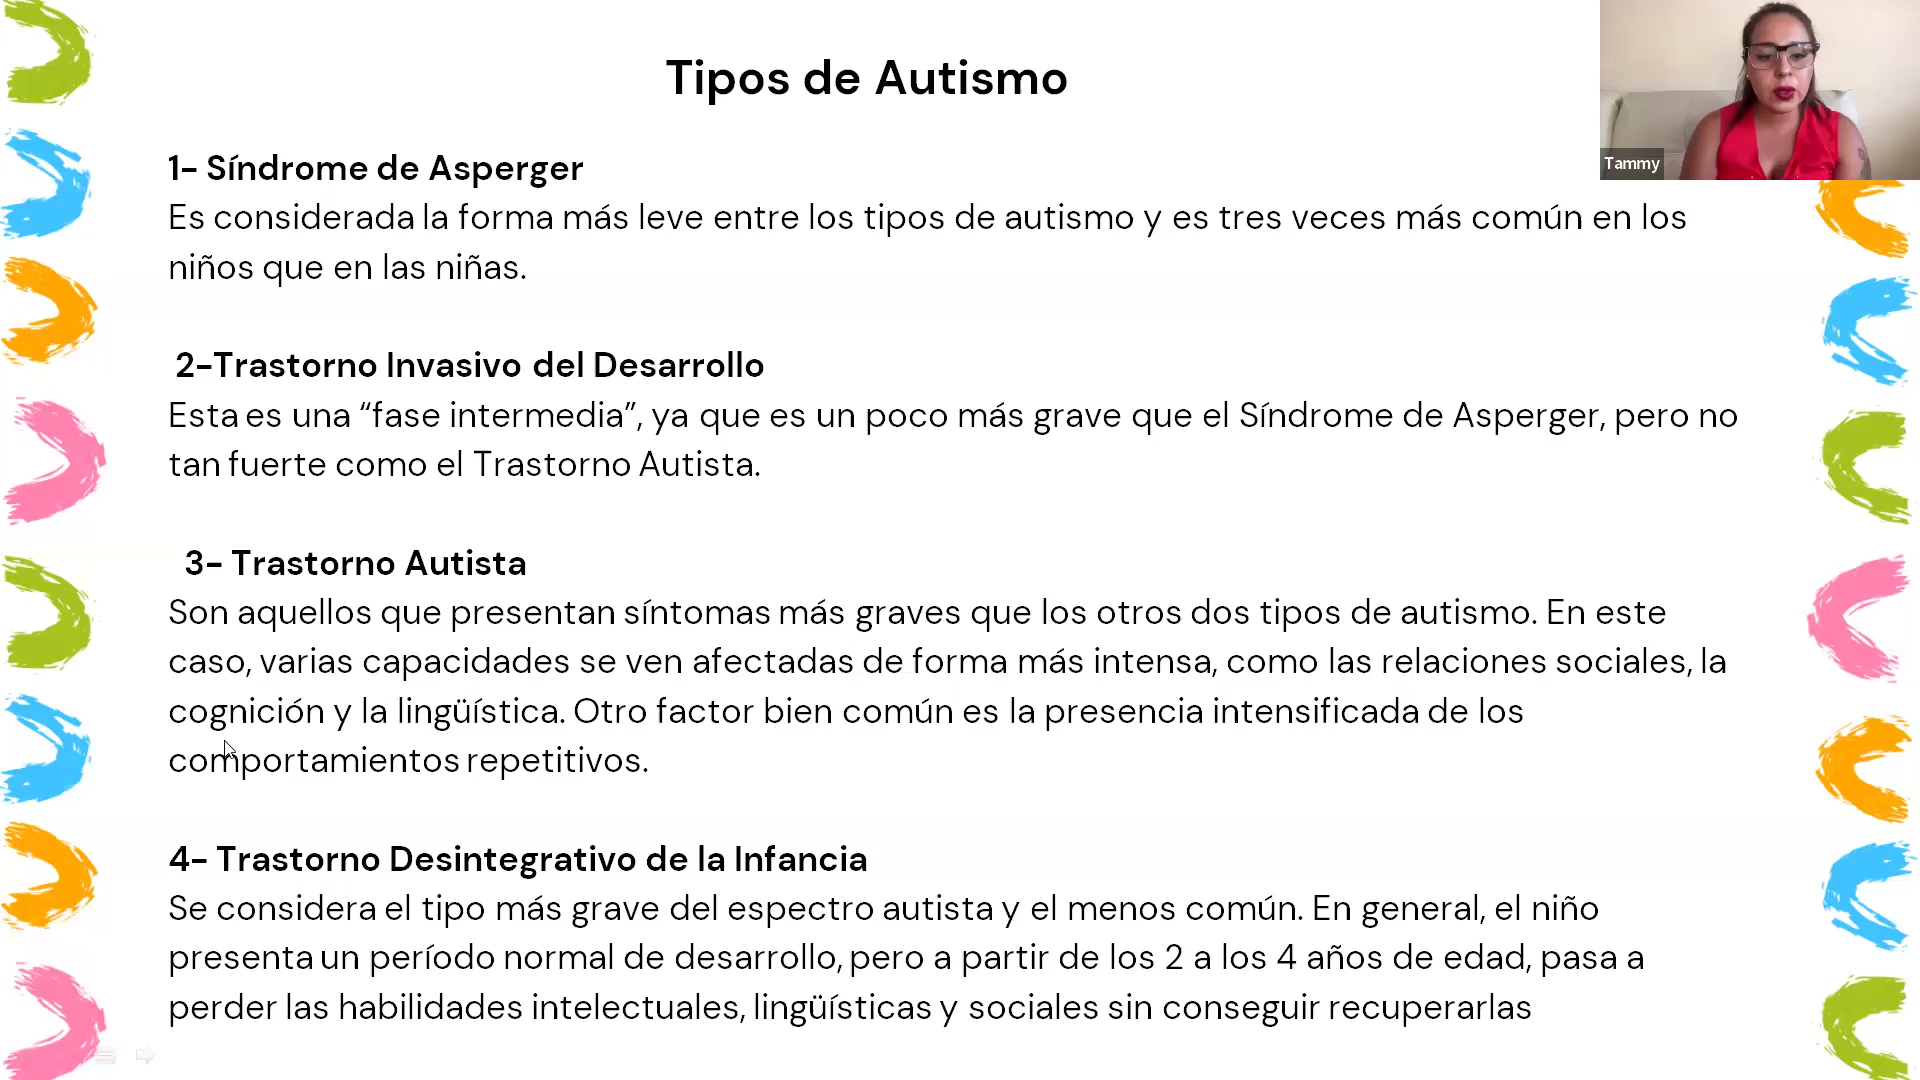 Tipos de Autismo
Tammy
1- Síndrome de Asperger
Es considerada la forma más leve entre los tipos de autismo y es tres veces más común en los
niños que en las niñas.
2-Trastorno Invasivo del Desarrollo
Esta es una “fase intermedia”, ya que es un poco más grave que el Síndrome de Asperger, pero no
tan fuerte como el Trastorno Autista.
3- Trastorno Autista
Son aquellos que presentan síntomas más graves que los otros dos tipos de autismo. En este
caso, varias capacidades se ven afectadas de forma más intensa, como las relaciones sociales, la
cognición y la lingüística. Otro factor bien común es la presencia intensificada de los
comportamientos repetitivos.
4- Trastorno Desintegrativo de la Infancia
Se considera el tipo más grave del espectro autista y el menos común. En general, el niño
presenta un período normal de desarrollo, pero a partir de los 2 a los 4 años de edad, pasa a
perder las habilidades intelectuales, lingüísticas y sociales sin conseguir recuperarlas